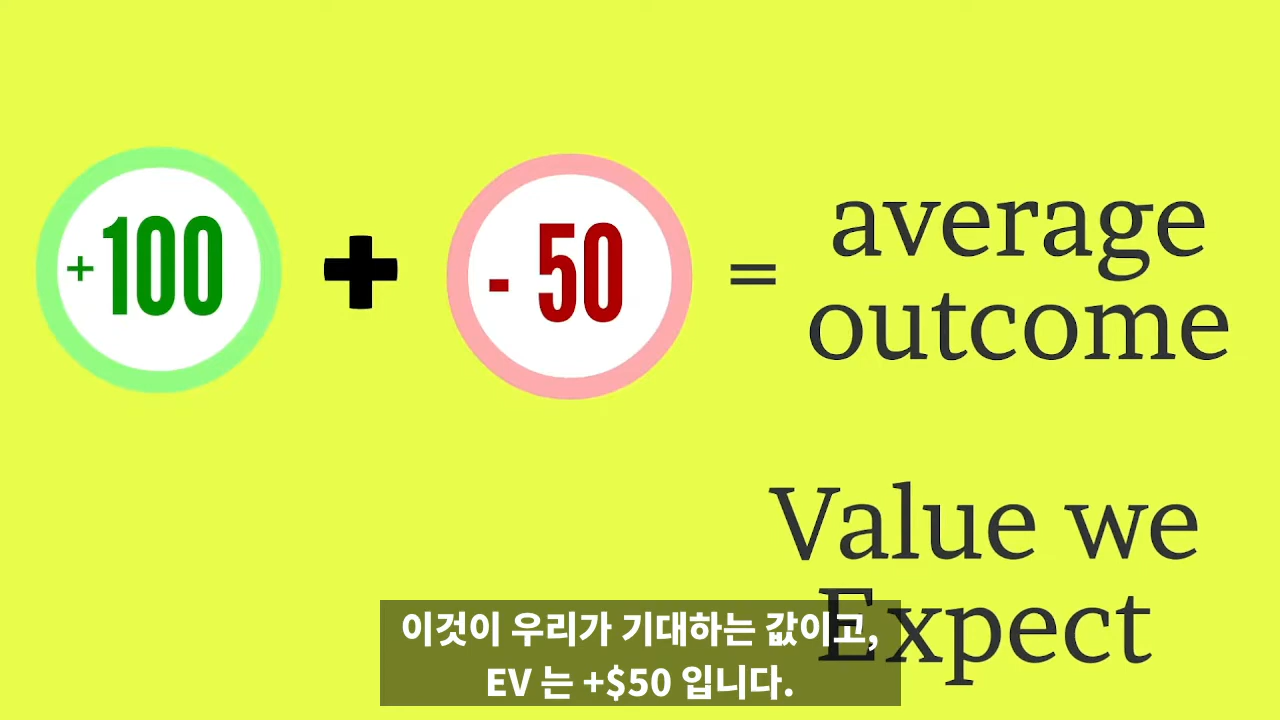 +100 + - 50 = average
outcome
Value we
Expect
이것이 우리가 기대하는 값이고,
EV 는 +$50 입니다.